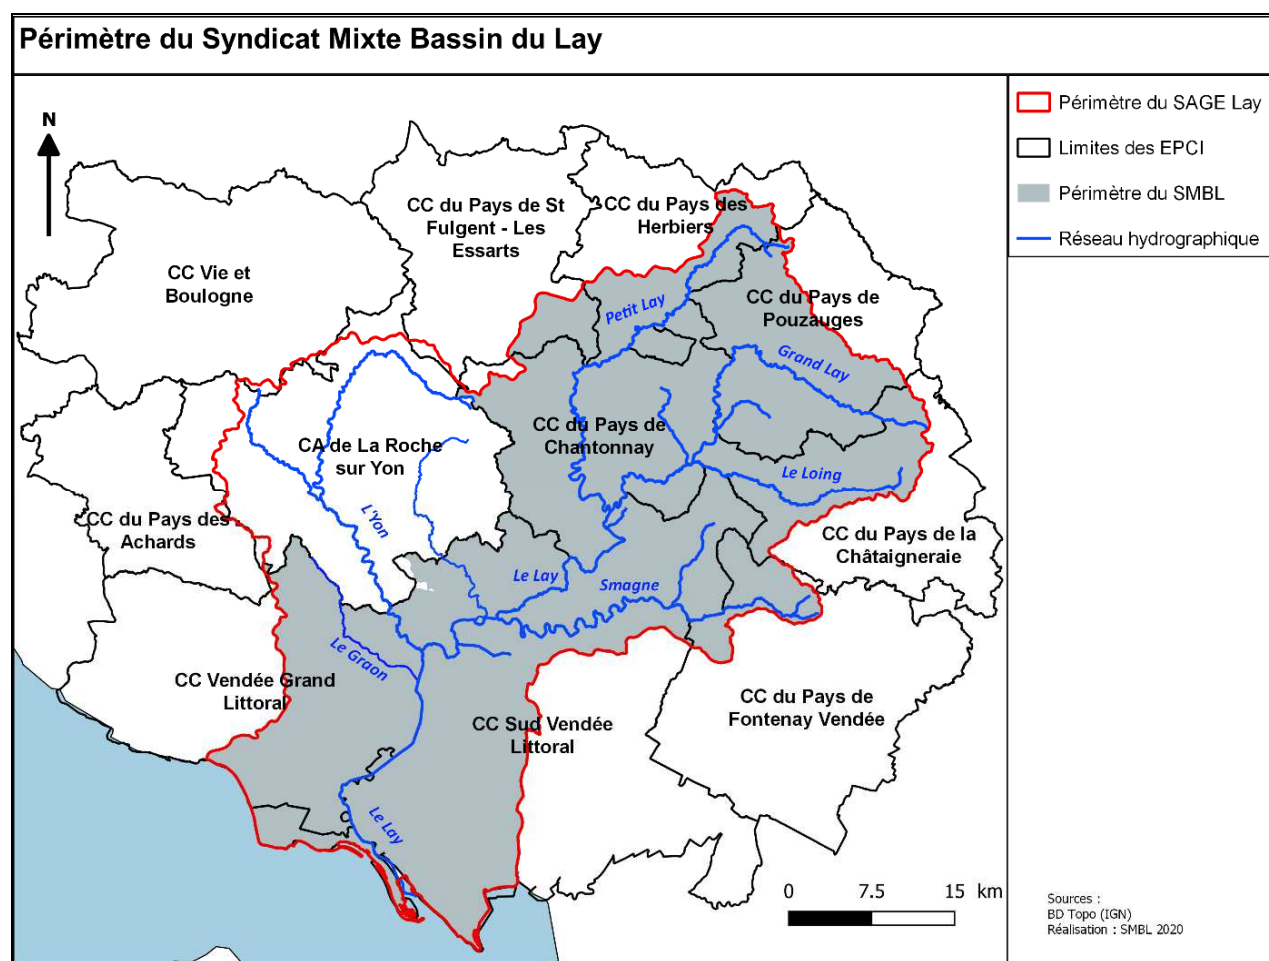 Périmètre du Syndicat Mixte Bassin du Lay
N
Périmètre du SAGE Lay
Limites des EPCI
Périmètre du SMBL
Réseau hydrographique
CC du Pays de St
Fulgent - Les
Essarts
CC du Pays des
Herbiers
CC Vie et
Boulogne
CC du Pays de
Pouzauges
Petit Lay
Grand Lay
CC du Pays de
Chantonnay
CA de La Roche
sur Yon
Le Loing
L'Yon
CC du Pays des
Achards
CC du Pays de la
Châtaigneraie
Le Lay
Smagne
Le Graon
CC Vendée Grand
Littoral
CC du Pays de
Fontenay Vendée
CC Sud Vendée
Littoral
Le Lay
0 7.5 15 km
Sources :
BD Topo (IGN)
Réalisation : SMBL 2020